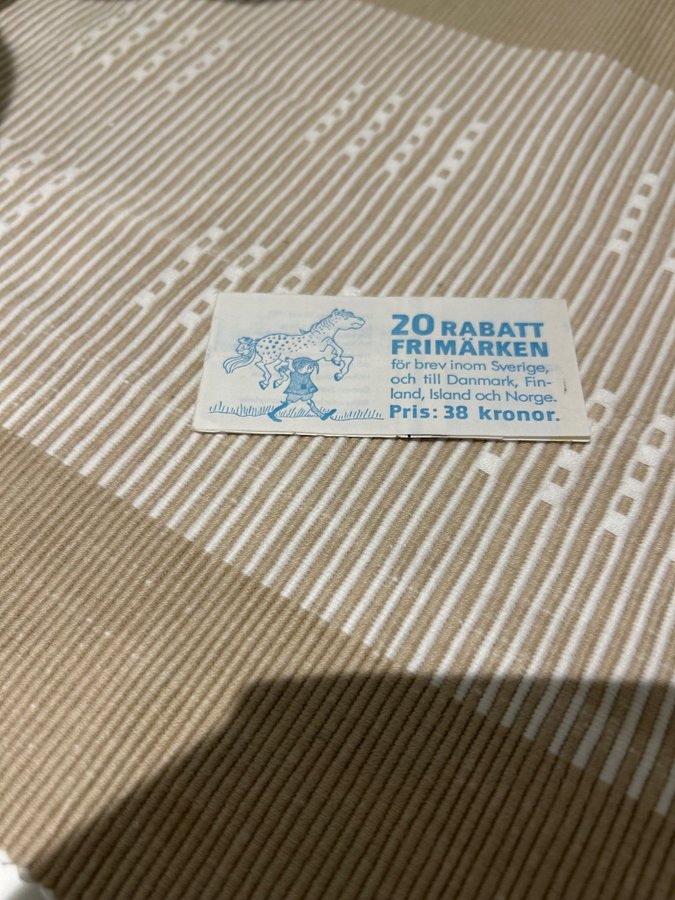 20 RABATT
FRIMÄRKEN
för brev inom Sverige,
och till Danmark, Fin-
land, Island och Norge.
Pris: 38 kronor.